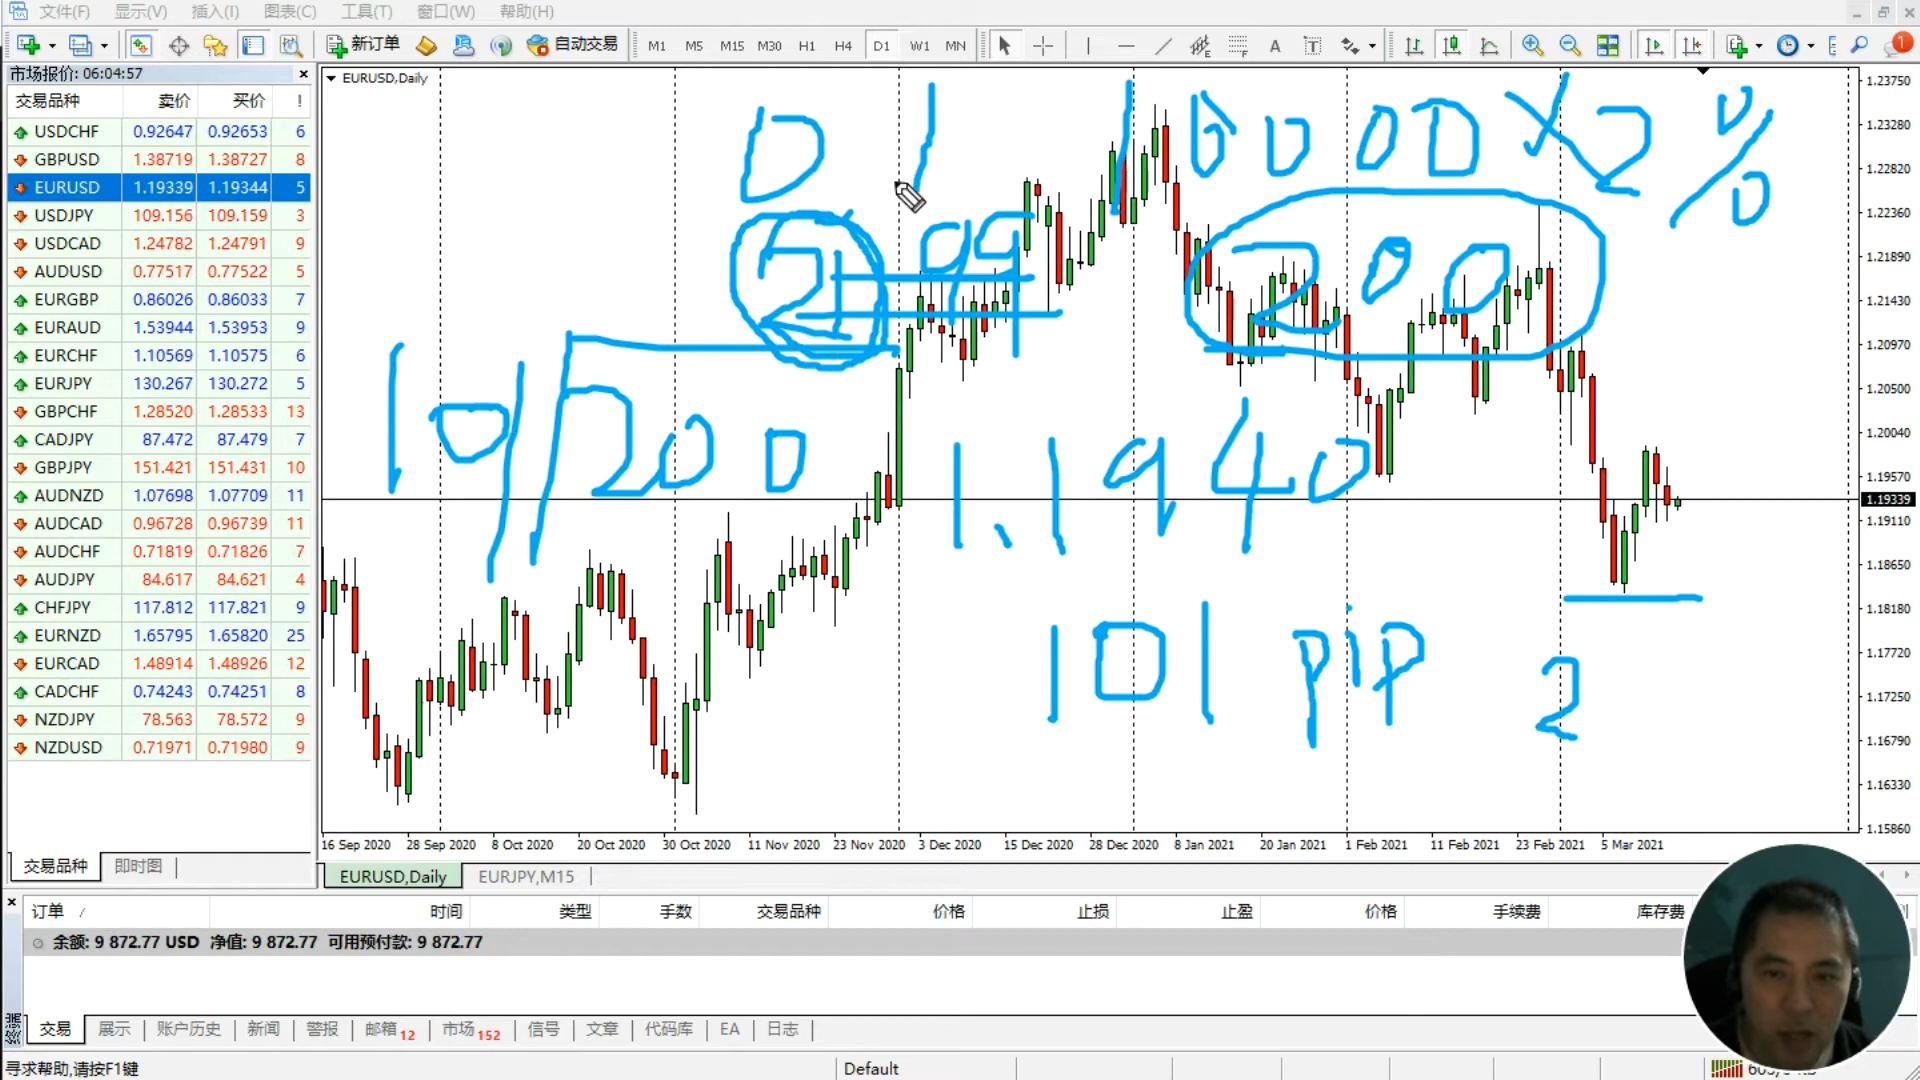 文件(F) 显示(V) 插入(I) 图表(C) 工具(T) 窗口(W) 帮助(H)
新订单 自动交易 M1 M5 M15 M30 H1 H4 D1 W1 MN A T 1
市场报价: 06:04:57
交易品种 卖价 买价 !
USDCHF 0.92647 0.92653 6
GBPUSD 1.38719 1.38727 8
EURUSD 1.19339 1.19344 5
USDJPY 109.156 109.159 3
USDCAD 1.24782 1.24791 9
AUDUSD 0.77517 0.77522 5
EURGBP 0.86026 0.86033 7
EURAUD 1.53944 1.53953 9
EURCHF 1.10569 1.10575 6
EURJPY 130.267 130.272 5
GBPCHF 1.28520 1.28533 13
CADJPY 87.472 87.479 7
GBPJPY 151.421 151.431 10
AUDNZD 1.07698 1.07709 11
AUDCAD 0.96728 0.96739 11
AUDCHF 0.71819 0.71826 7
AUDJPY 84.617 84.621 4
CHFJPY 117.812 117.821 9
EURNZD 1.65795 1.65820 25
EURCAD 1.48914 1.48926 12
CADCHF 0.74243 0.74251 8
NZDJPY 78.563 78.572 9
NZDUSD 0.71971 0.71980 9
交易品种 即时图
EURUSD,Daily
200
200
1.1940
101 pip 2
1.23750
1.23280
1.22820
1.22360
1.21890
1.21430
1.20970
1.20500
1.20040
1.19570
1.19339
1.19110
1.18650
1.18180
1.17720
1.17250
1.16790
1.16330
1.15860
16 Sep 2020 28 Sep 2020 8 Oct 2020 20 Oct 2020 30 Oct 2020 11 Nov 2020 23 Nov 2020 3 Dec 2020 15 Dec 2020 28 Dec 2020 8 Jan 2021 20 Jan 2021 1 Feb 2021 11 Feb 2021 23 Feb 2021 5 Mar 2021
EURUSD,Daily EURJPY,M15
订单 / 时间 类型 手数 交易品种 价格 止损 止盈 价格 手续费 库存费
余额: 9 872.77 USD 净值: 9 872.77 可用预付款: 9 872.77
交易 展示 账户历史 新闻 警报 邮箱 12 市场 152 信号 文章 代码库 EA 日志
寻求帮助,请按F1键 Default